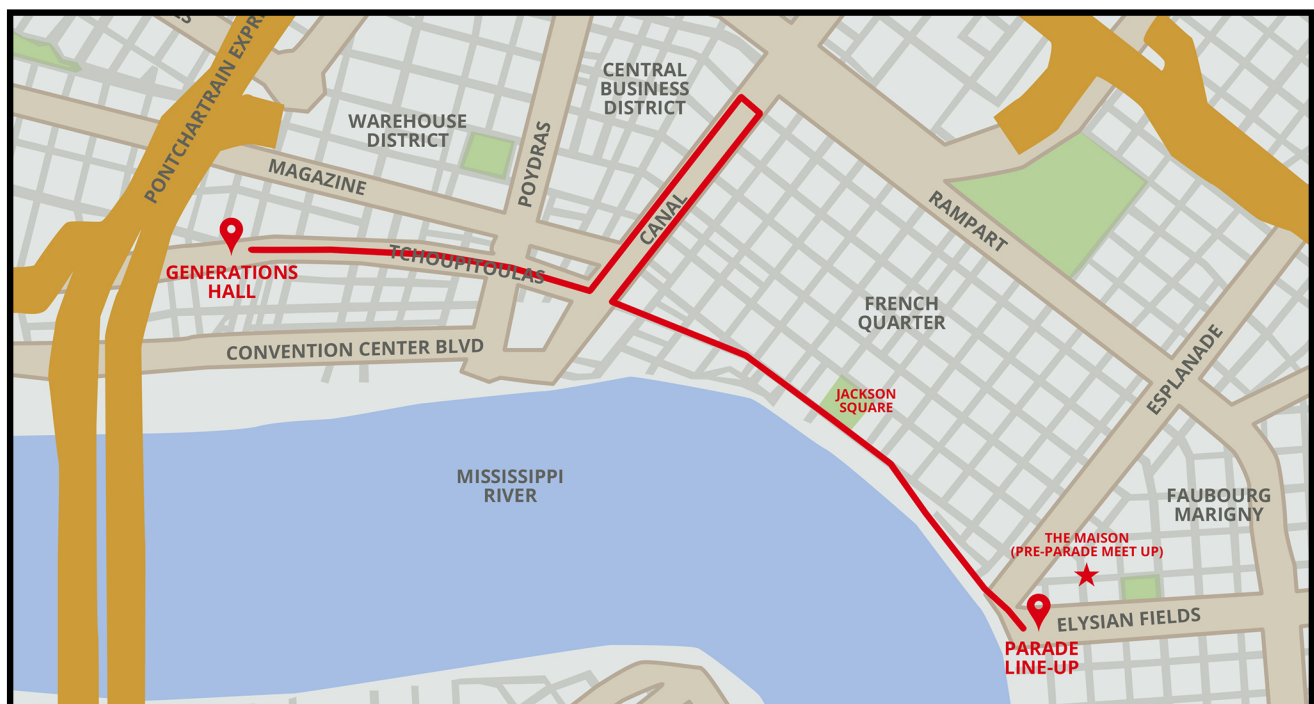 PONTCHARTRAIN EXPR
CENTRAL
BUSINESS
DISTRICT
WAREHOUSE
DISTRICT
POYDRAS
MAGAZINE
CANAL
RAMPART
TCHOUPITOULAS
GENERATIONS
HALL
FRENCH
QUARTER
CONVENTION CENTER BLVD
ESPLANADE
JACKSON
SQUARE
MISSISSIPPI
RIVER
FAUBOURG
MARIGNY
THE MAISON
(PRE-PARADE MEET UP)
ELYSIAN FIELDS
PARADE
LINE-UP